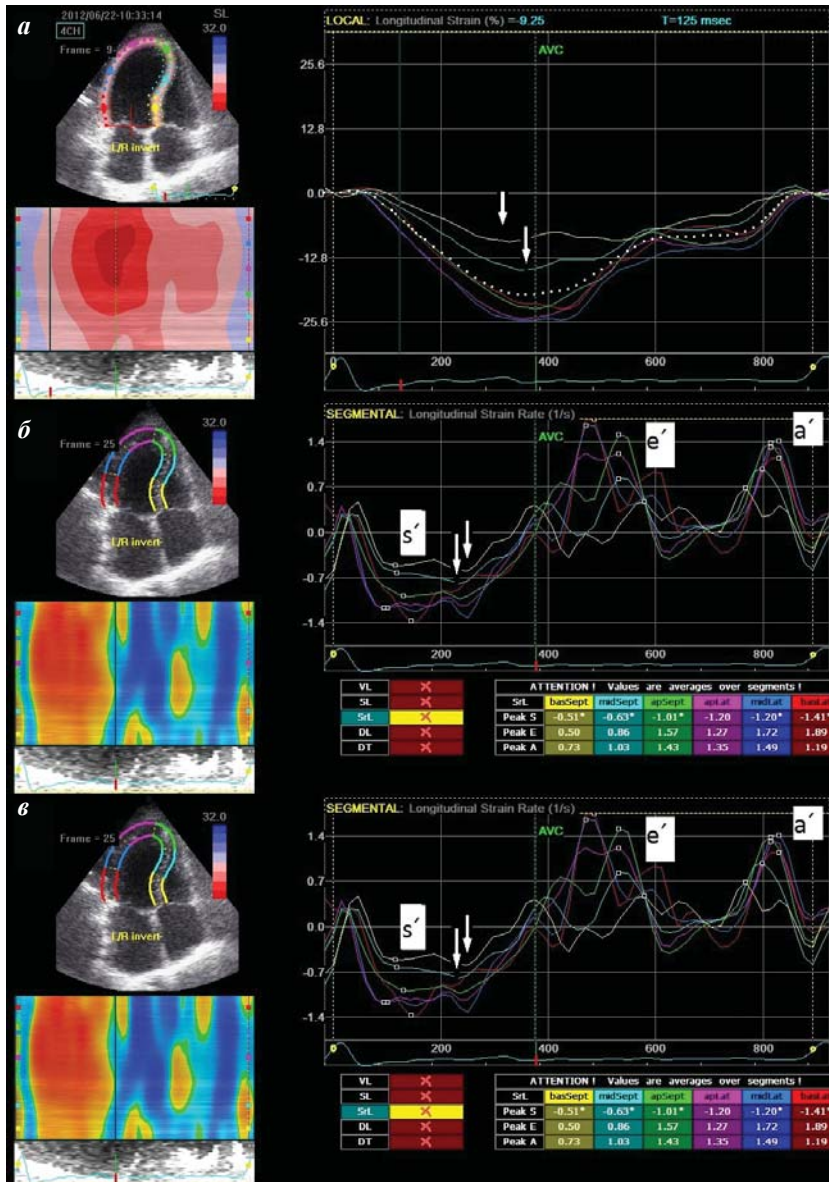 а
2012/06/22-10:33:14
SL
4CH
32.0
Frame = 9
L/R invert
LOCAL: Longitudinal Strain (%) =-9.25 T=125 msec
AVC
25.6
12.8
0.0
-12.8
-25.6
0 200 400 600 800
б
32.0
Frame = 25
L/R invert
SEGMENTAL: Longitudinal Strain Rate (1/s)
AVC
1.4
0.7
0.0
-0.7
-1.4
s′
e′
a′
0 200 400 600 800
VL
SL
SrL
DL
DT
ATTENTION ! Values are averages over segments !
SrL basSept midSept apSept apLat midLat basLat
Peak S -0.51* -0.63* -1.01* -1.20 -1.20* -1.41*
Peak E 0.50 0.86 1.57 1.27 1.72 1.89
Peak A 0.73 1.03 1.43 1.35 1.49 1.19
в
32.0
Frame = 25
L/R invert
SEGMENTAL: Longitudinal Strain Rate (1/s)
AVC
1.4
0.7
0.0
-0.7
-1.4
s′
e′
a′
0 200 400 600 800
VL
SL
SrL
DL
DT
ATTENTION ! Values are averages over segments !
SrL basSept midSept apSept apLat midLat basLat
Peak S -0.51* -0.63* -1.01* -1.20 -1.20* -1.41*
Peak E 0.50 0.86 1.57 1.27 1.72 1.89
Peak A 0.73 1.03 1.43 1.35 1.49 1.19